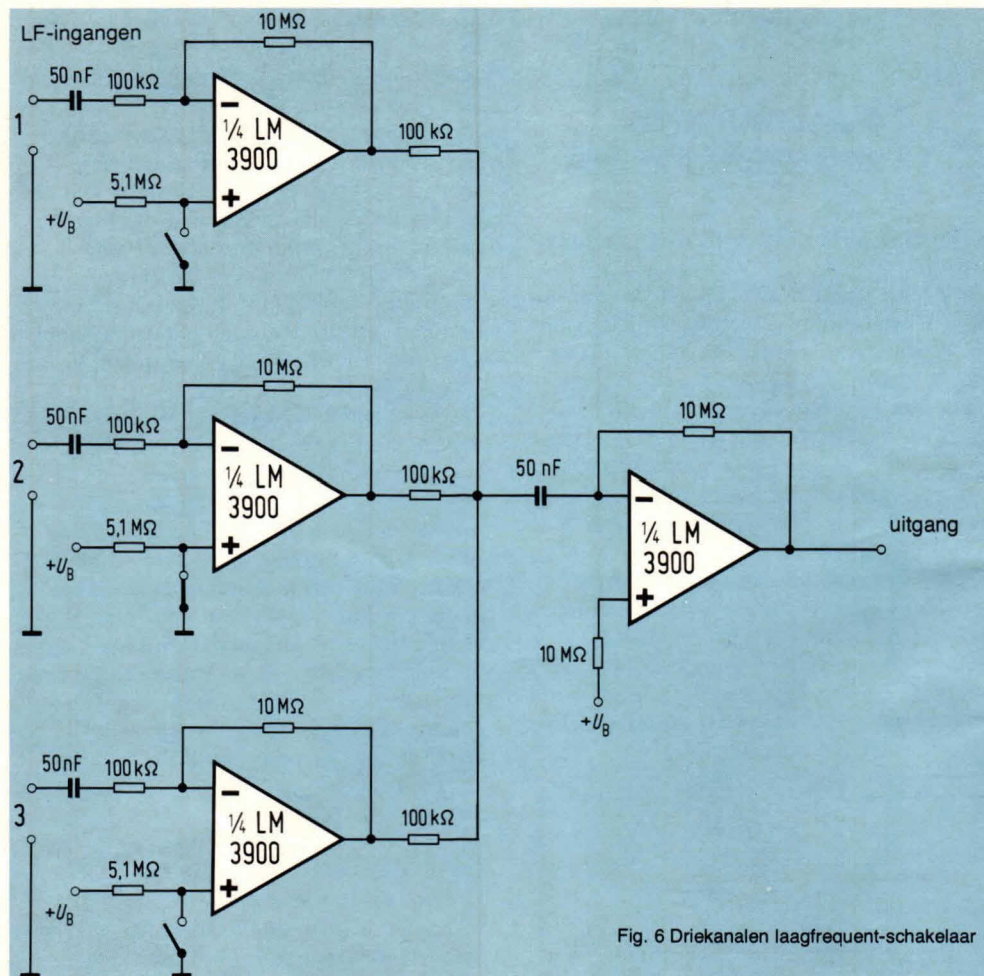 LF-ingangen
10 MΩ
50 nF
100 kΩ
1
−
¼ LM
3900
+
100 kΩ
5,1 MΩ
+U_B
10 MΩ
50 nF
100 kΩ
2
−
¼ LM
3900
+
100 kΩ
5,1 MΩ
+U_B
50 nF
10 MΩ
−
¼ LM
3900
+
uitgang
10 MΩ
+U_B
10 MΩ
50 nF
100 kΩ
3
−
¼ LM
3900
+
100 kΩ
5,1 MΩ
+U_B
Fig. 6 Driekanalen laagfrequent-schakelaar